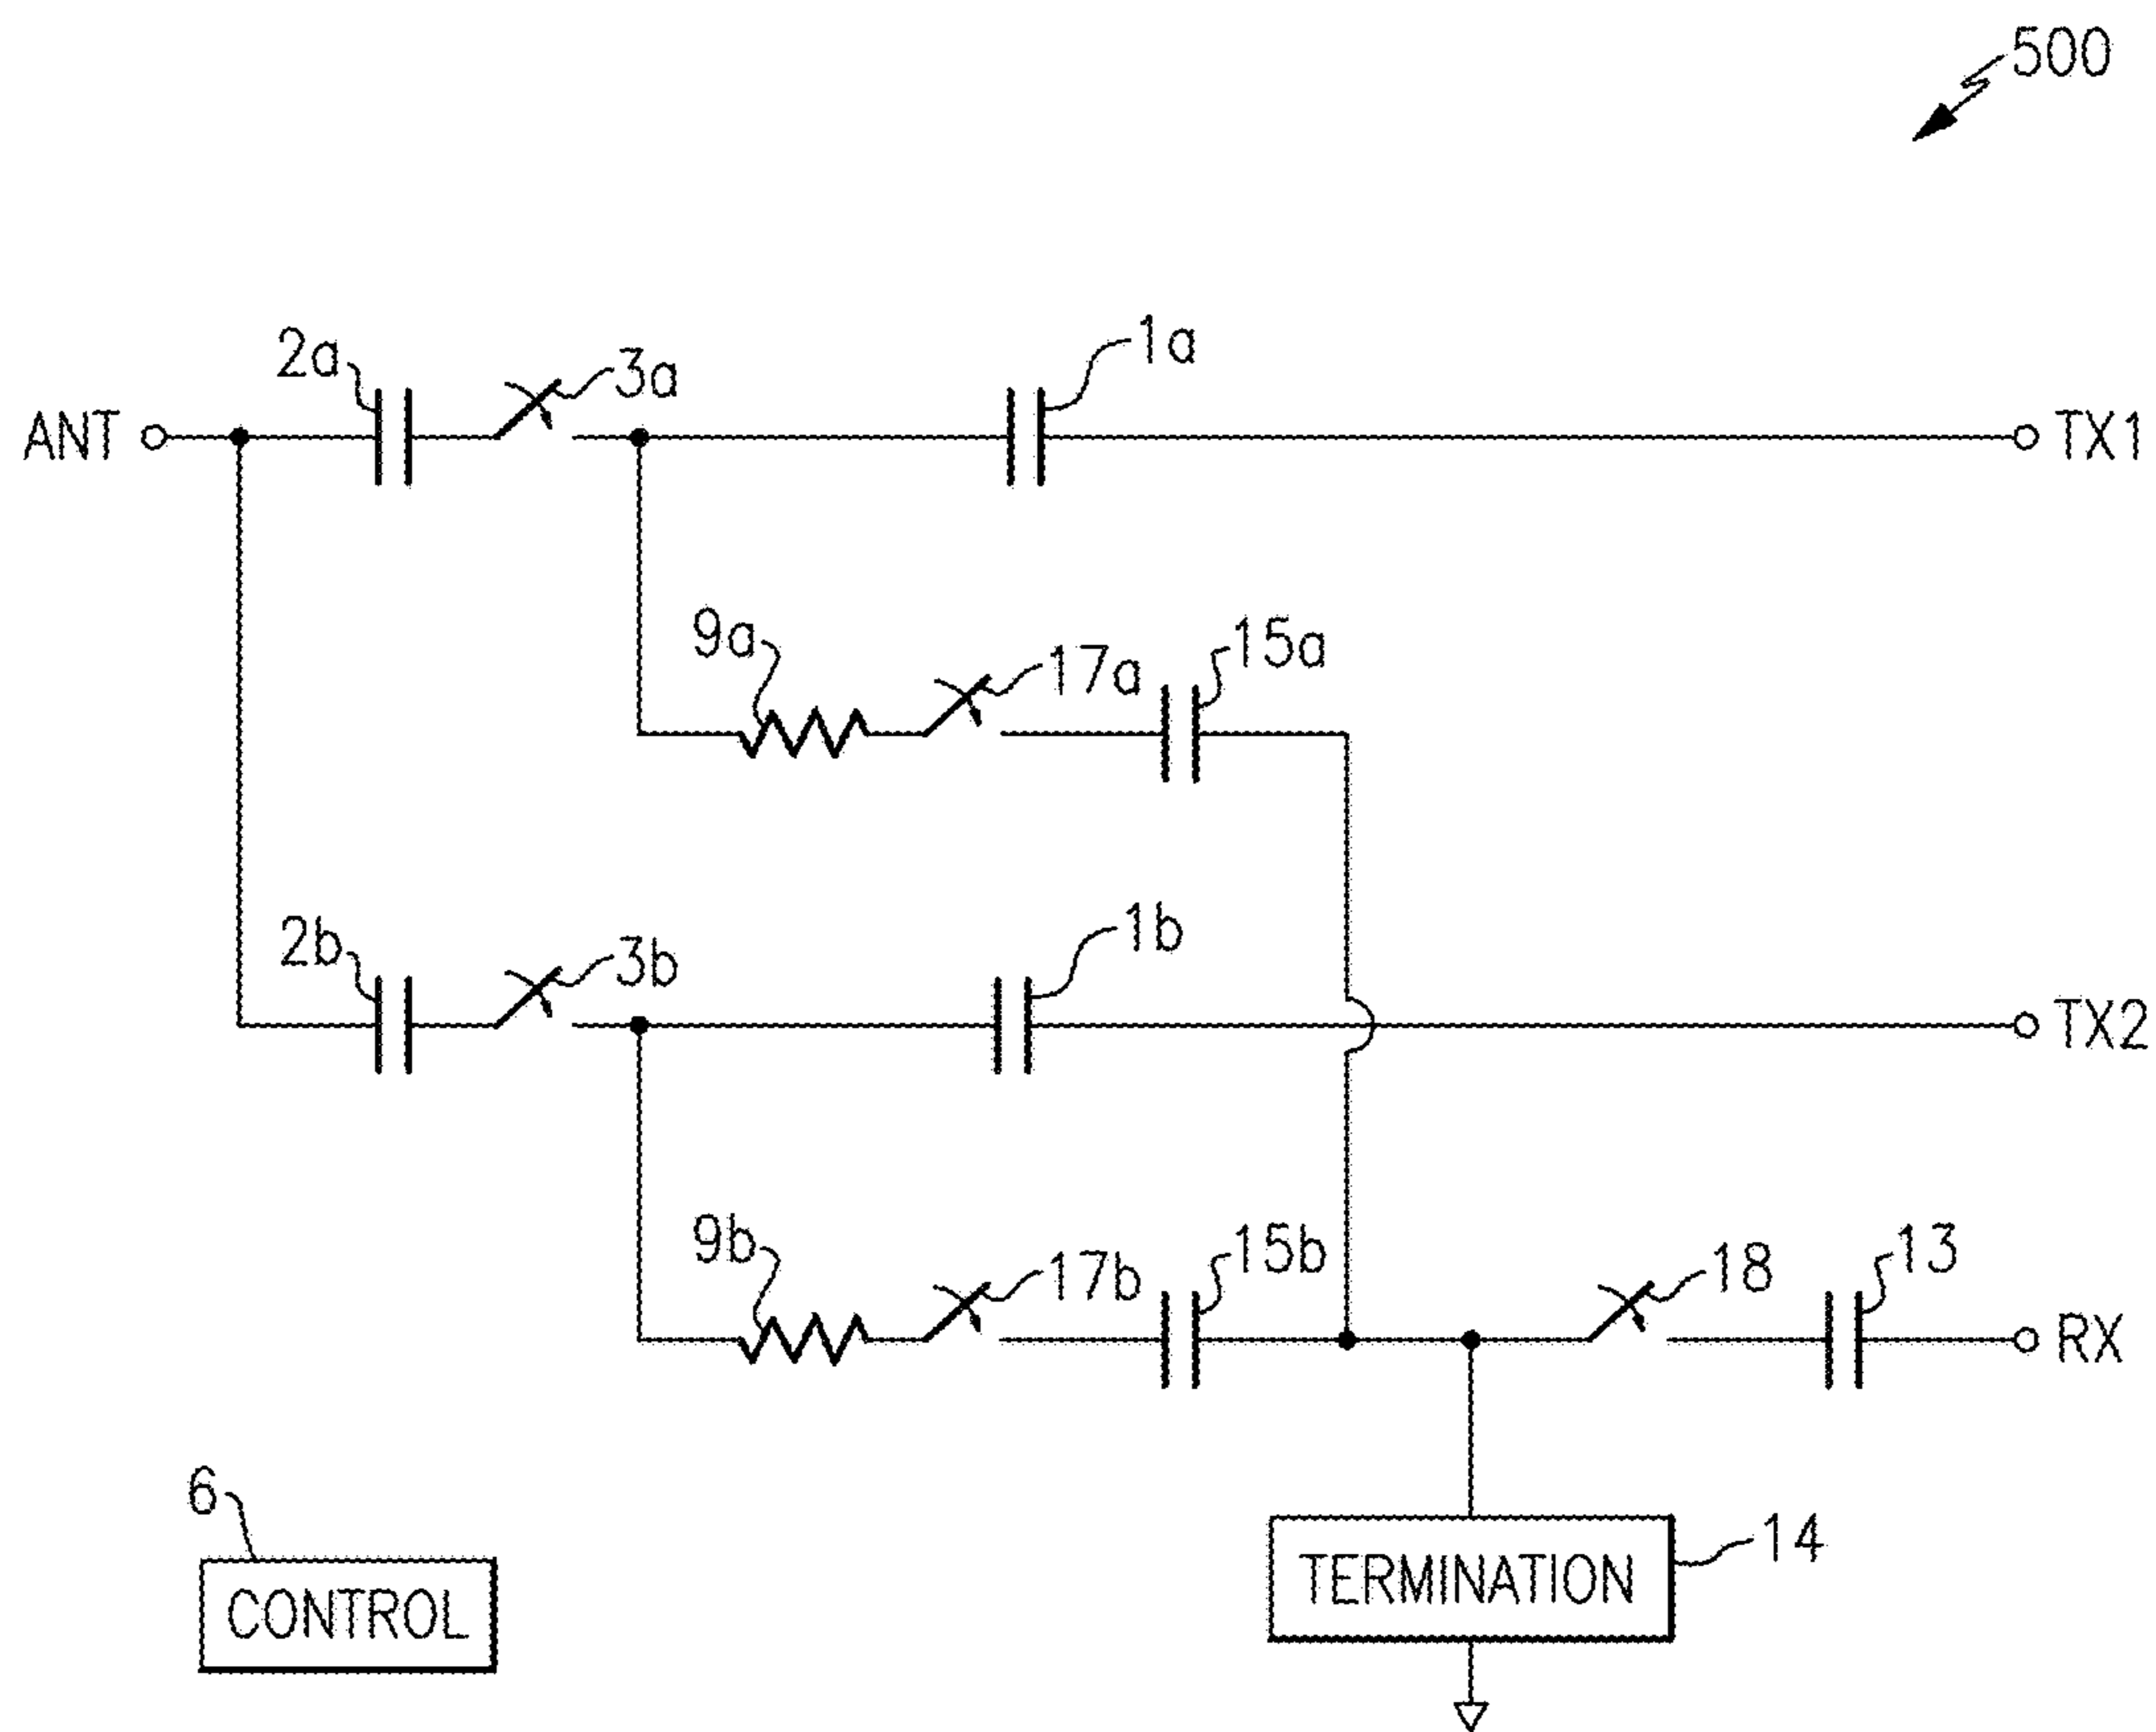 500
2a
3a
1a
ANT
TX1
9a
17a
15a
2b
3b
1b
TX2
9b
17b
15b
18
13
RX
6
CONTROL
TERMINATION
14